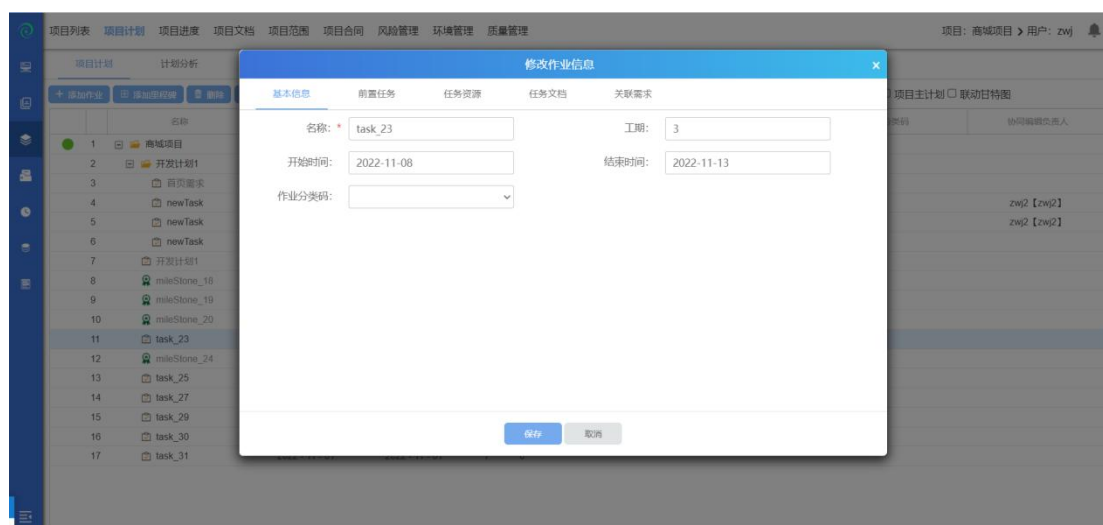 项目列表 项目计划 项目进度 项目文档 项目范围 项目合同 风险管理 环境管理 质量管理 项目：商城项目 > 用户：zwj
项目计划 计划分析
修改作业信息 x
+ 添加作业 添加里程碑 删除 项目主计划 联动甘特图
基本信息 前置任务 任务资源 任务文档 关联需求
名称 协同编辑负责人
名称：* task_23 工期： 3
开始时间： 2022-11-08 结束时间： 2022-11-13
作业分类码：
1 商城项目
2 开发计划1
3 首页需求
4 newTask zwj2【zwj2】
5 newTask zwj2【zwj2】
6 newTask
7 开发计划1
8 mileStone_18
9 mileStone_19
10 mileStone_20
11 task_23
12 mileStone_24
13 task_25
14 task_27
15 task_29
16 task_30
17 task_31
保存 取消